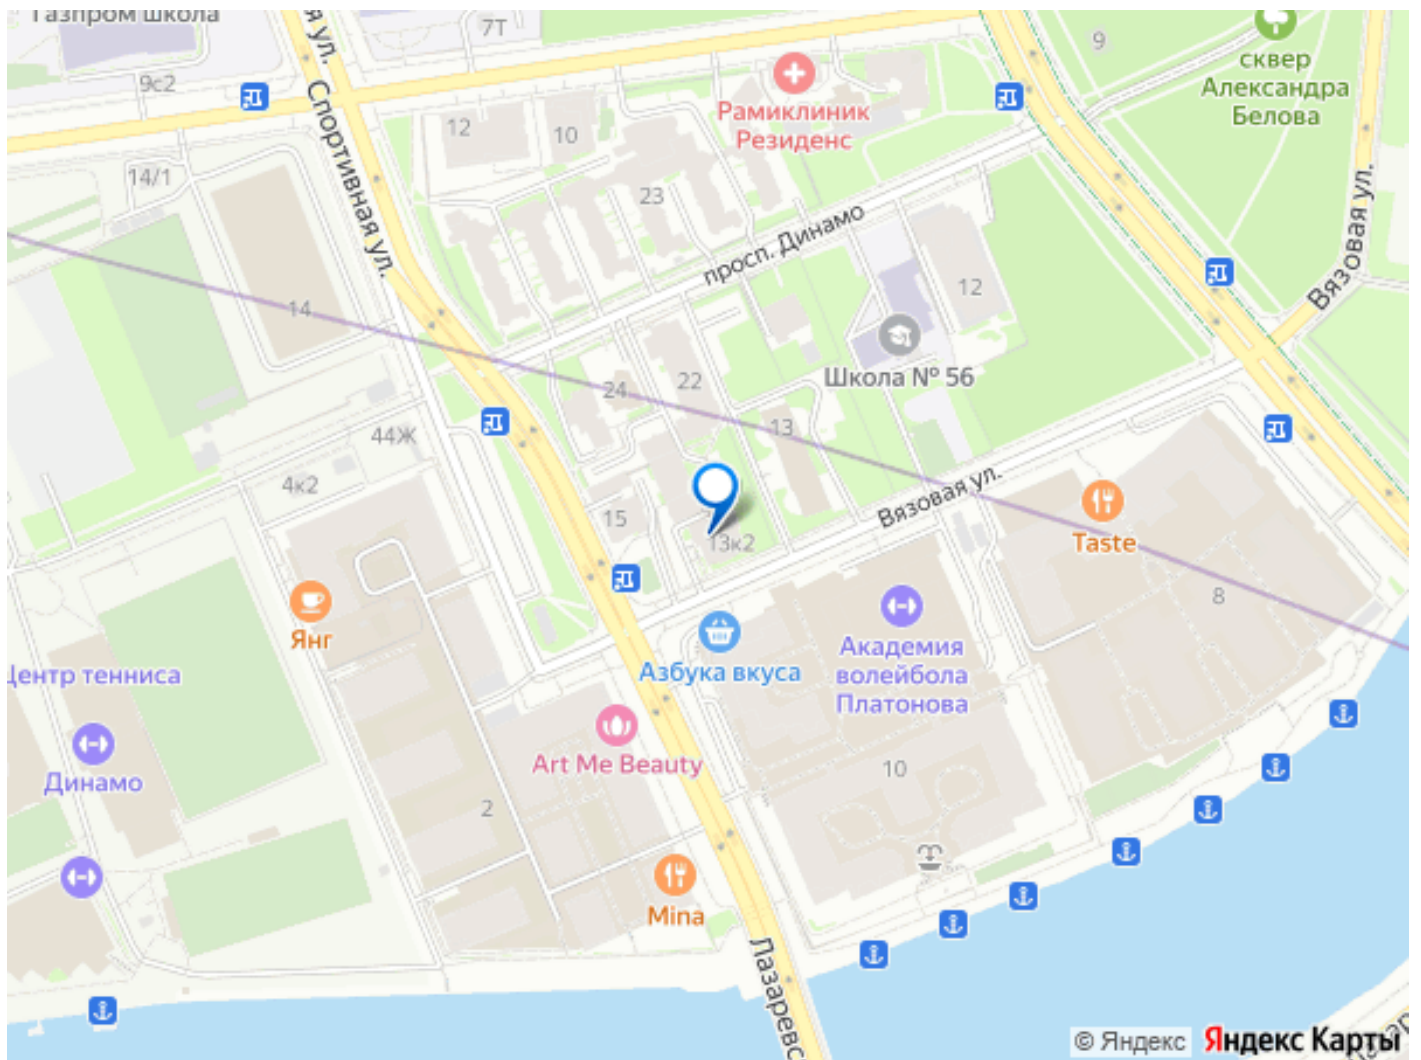 Газпром школа
7Т
9
сквер
Александра
Белова
9с2
Спортивная ул.
Рамиклиник
Резиденс
12
10
14/1
23
просп. Динамо
Вязовая ул.
14
12
Школа № 56
24
22
13
44Ж
4к2
15
13к2
Вязовая ул.
Taste
8
Янг
Азбука вкуса
Академия
волейбола
Платонова
Центр тенниса
Динамо
Art Me Beauty
10
2
Mina
© Яндекс
Яндекс Карты